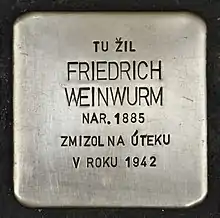 TU ŽIL
FRIEDRICH
WEINWURM
NAR. 1885
ZMIZOL NA ÚTEKU
V ROKU 1942